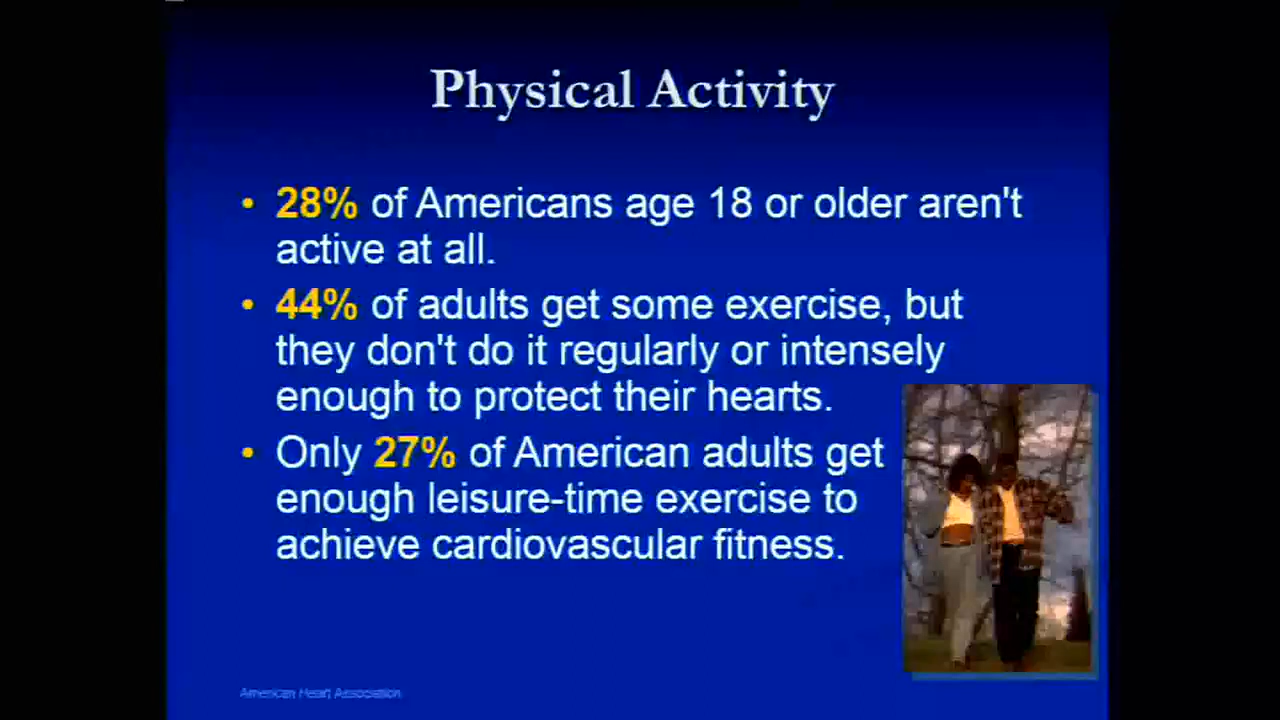 Physical Activity
• 28% of Americans age 18 or older aren't
active at all.
• 44% of adults get some exercise, but
they don't do it regularly or intensely
enough to protect their hearts.
• Only 27% of American adults get
enough leisure-time exercise to
achieve cardiovascular fitness.
American Heart Association